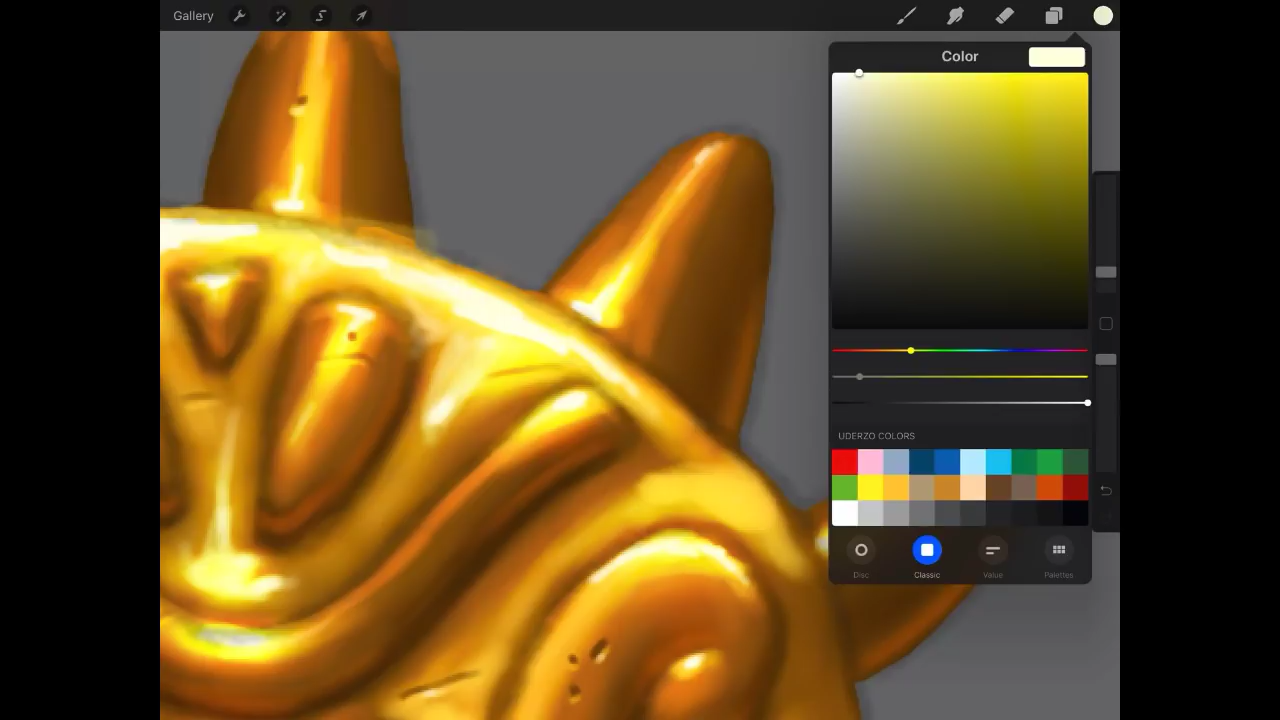 Gallery
Color
UDERZO COLORS
Disc
Classic
Value
Palettes